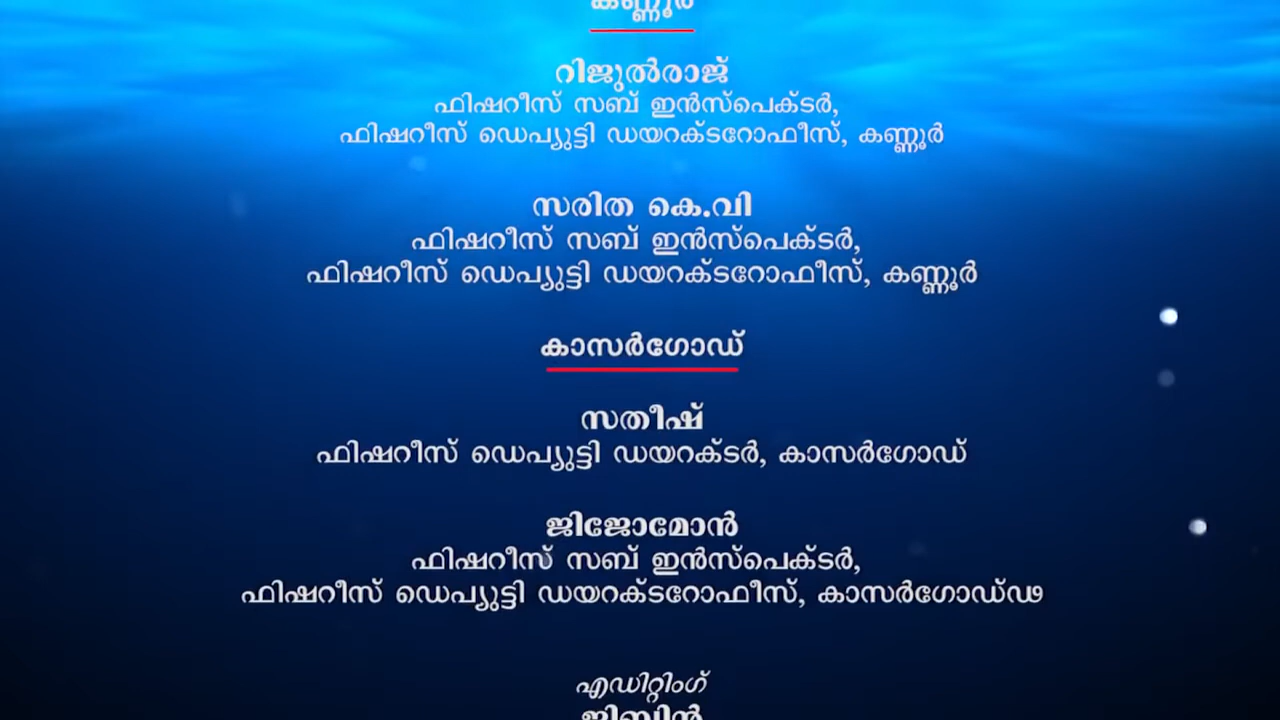 കണ്ണൂർ
റിജുൽരാജ്
ഫിഷറീസ് സബ് ഇൻസ്പെക്ടർ,
ഫിഷറീസ് ഡെപ്യുട്ടി ഡയറക്ടറോഫീസ്, കണ്ണൂർ
സരിത കെ.വി
ഫിഷറീസ് സബ് ഇൻസ്പെക്ടർ,
ഫിഷറീസ് ഡെപ്യുട്ടി ഡയറക്ടറോഫീസ്, കണ്ണൂർ
കാസർഗോഡ്
സതീഷ്
ഫിഷറീസ് ഡെപ്യുട്ടി ഡയറക്ടർ, കാസർഗോഡ്
ജിജോമോൻ
ഫിഷറീസ് സബ് ഇൻസ്പെക്ടർ,
ഫിഷറീസ് ഡെപ്യുട്ടി ഡയറക്ടറോഫീസ്, കാസർഗോഡ്ഢ
എഡിറ്റിംഗ്
ജിബിൻ